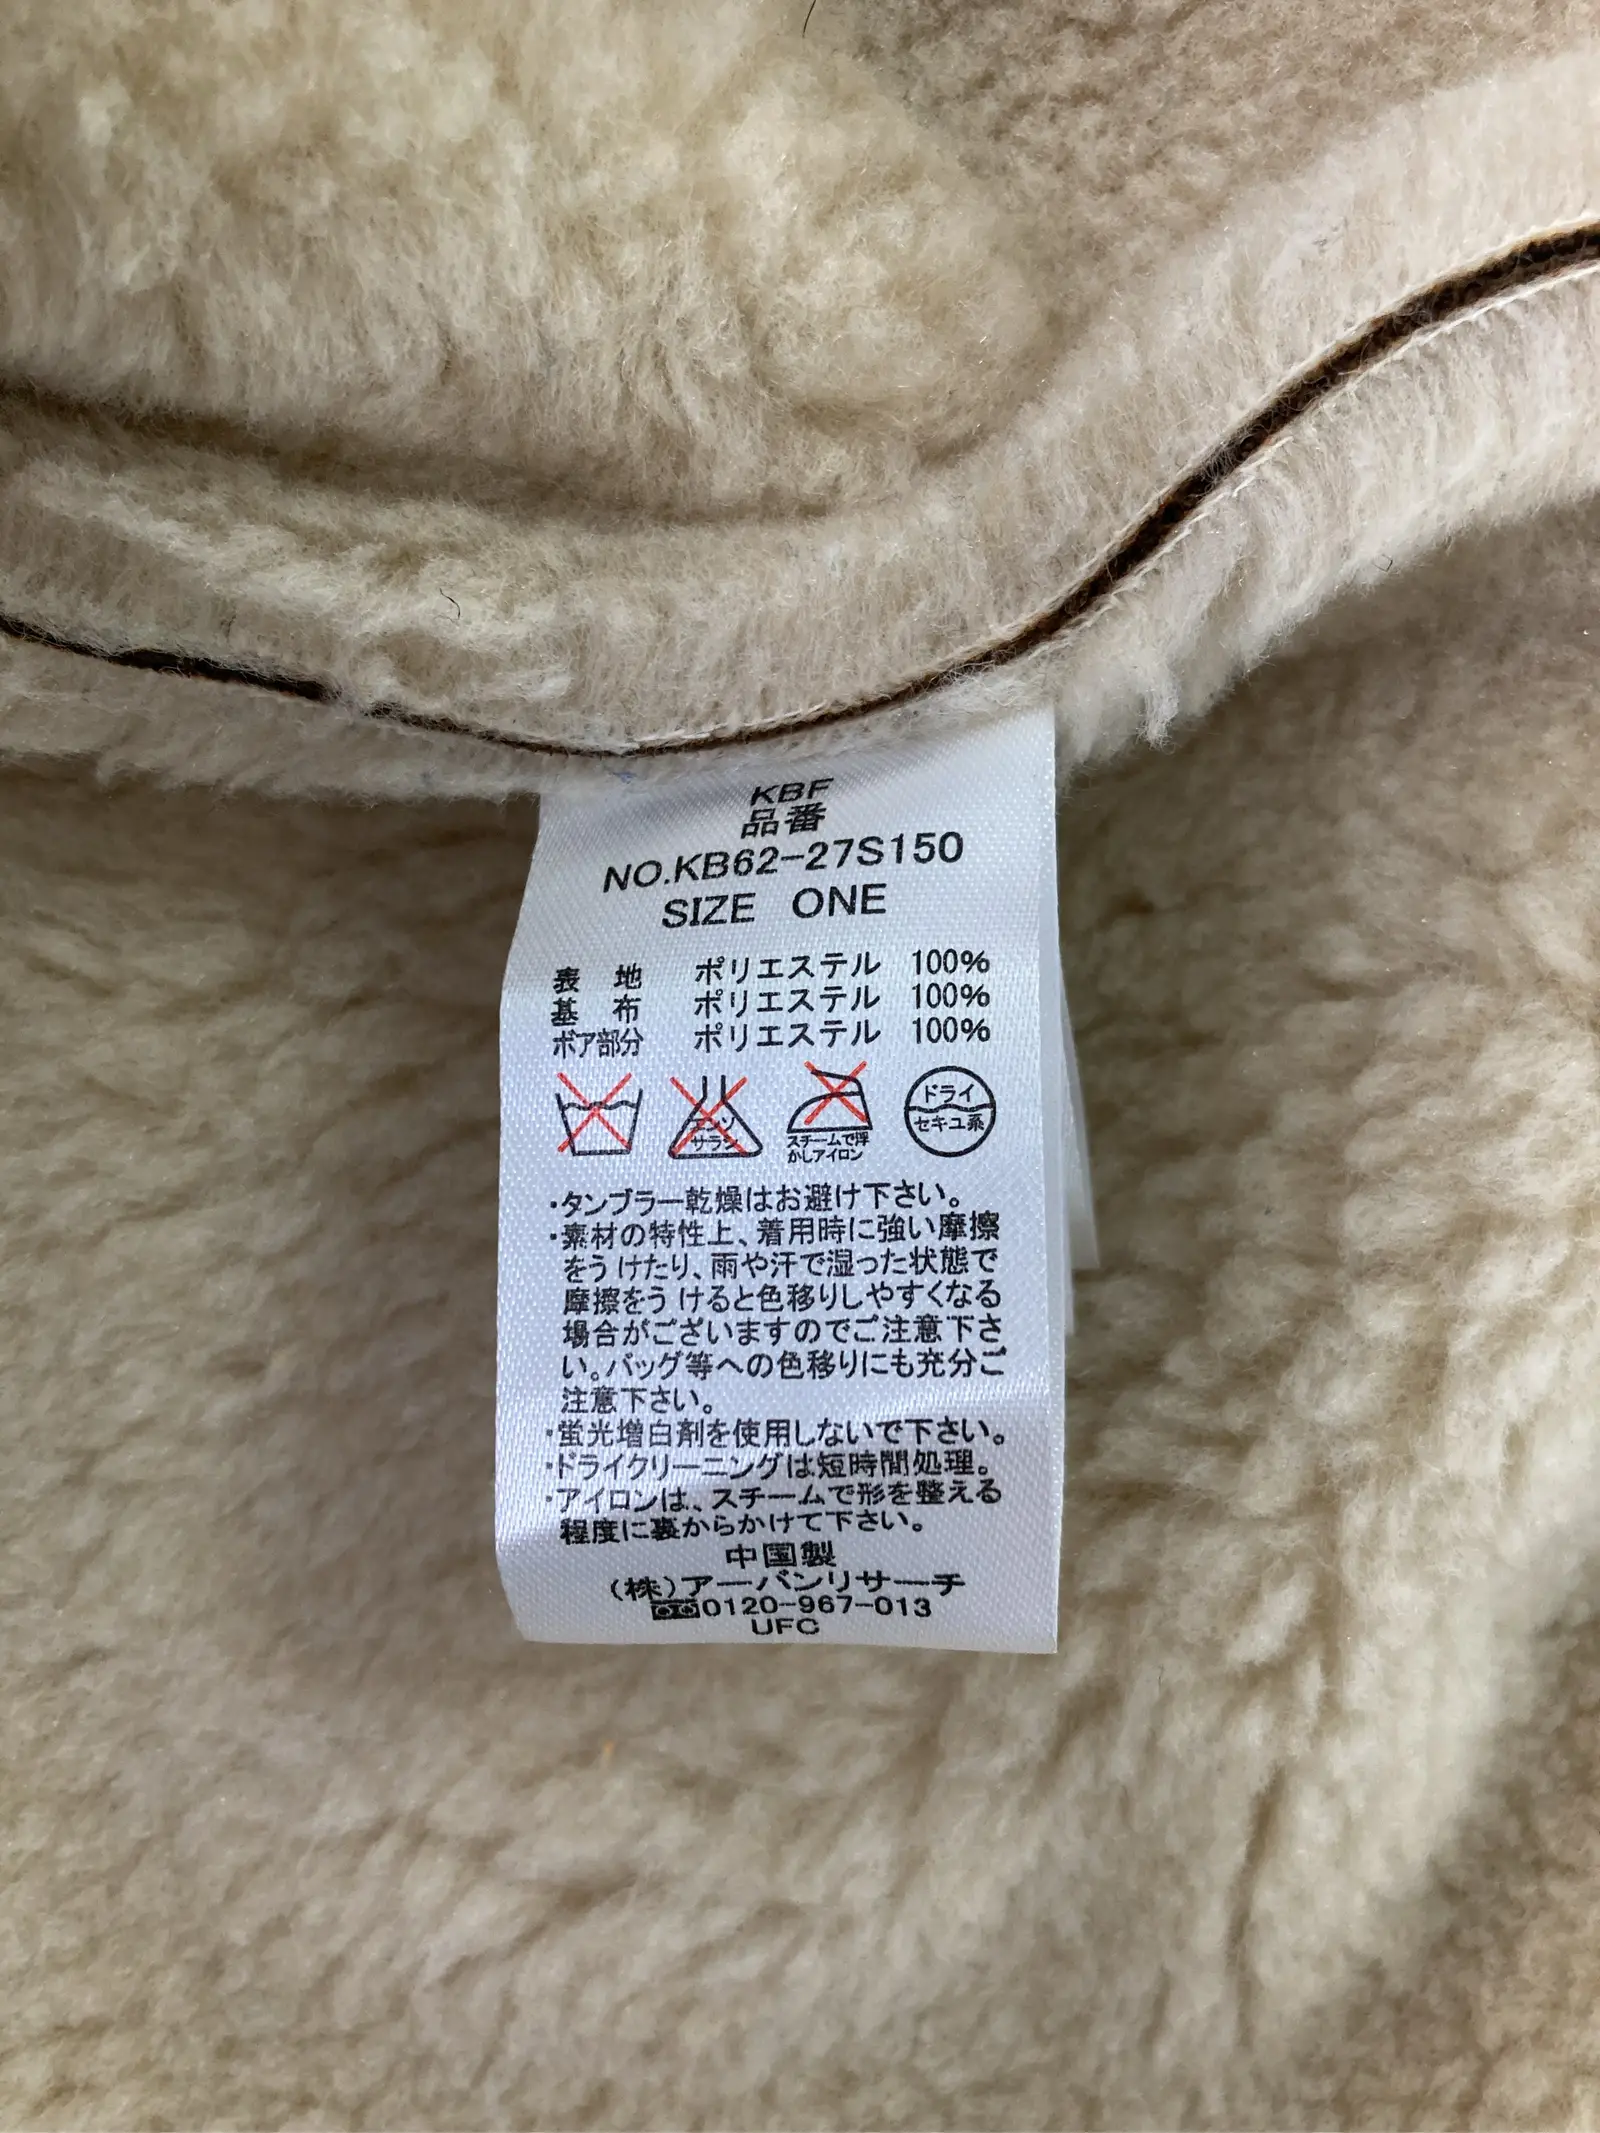 KBF
品番
NO.KB62-27S150
SIZE ONE
表 地 ポリエステル 100%
基 布 ポリエステル 100%
ボア部分 ポリエステル 100%
エンソ
サラシ
スチームで浮
かしアイロン
ドライ
セキユ系
・タンブラー乾燥はお避け下さい。
・素材の特性上、着用時に強い摩擦
をうけたり、雨や汗で湿った状態で
摩擦をうけると色移りしやすくなる
場合がございますのでご注意下さ
い。バッグ等への色移りにも充分ご
注意下さい。
・蛍光増白剤を使用しないで下さい。
・ドライクリーニングは短時間処理。
・アイロンは、スチームで形を整える
程度に裏からかけて下さい。
中国製
(株)アーバンリサーチ
0120-967-013
UFC